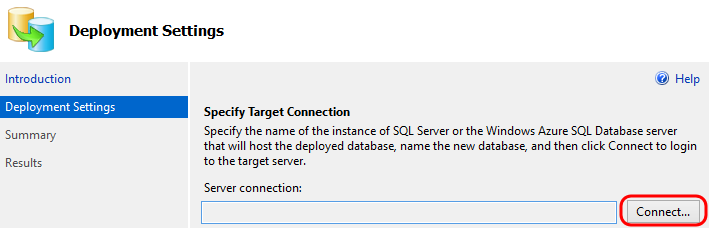 Deployment Settings
Introduction
Help
Deployment Settings
Specify Target Connection
Summary
Specify the name of the instance of SQL Server or the Windows Azure SQL Database server
that will host the deployed database, name the new database, and then click Connect to login
Results
to the target server.
Server connection:
Connect...